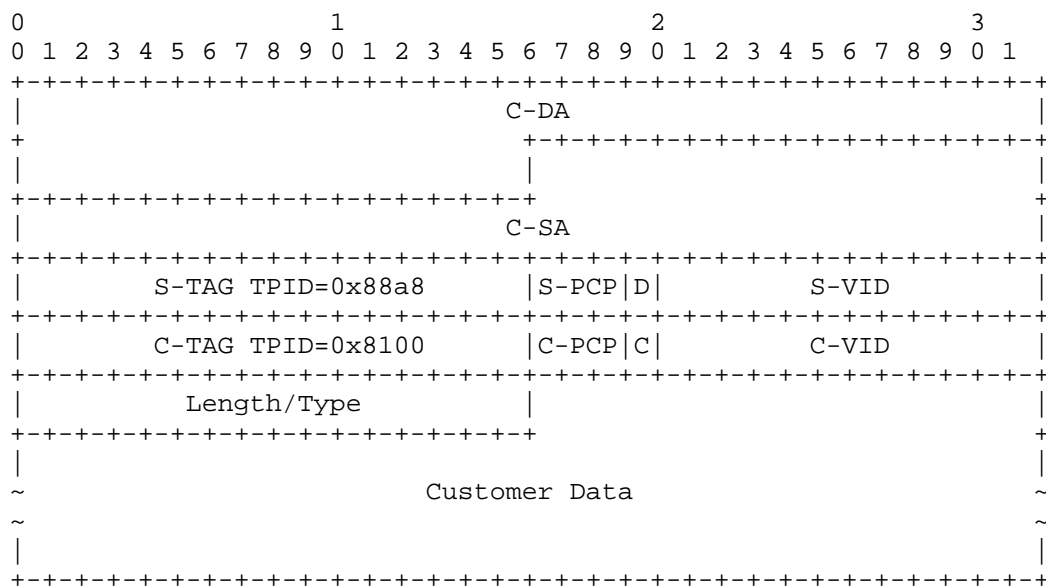 0                   1                   2                   3
0 1 2 3 4 5 6 7 8 9 0 1 2 3 4 5 6 7 8 9 0 1 2 3 4 5 6 7 8 9 0 1
+-+-+-+-+-+-+-+-+-+-+-+-+-+-+-+-+-+-+-+-+-+-+-+-+-+-+-+-+-+-+-+-+
|                              C-DA                             |
+                               +-+-+-+-+-+-+-+-+-+-+-+-+-+-+-+-+
|                               |                               |
+-+-+-+-+-+-+-+-+-+-+-+-+-+-+-+-+                               +
|                              C-SA                             |
+-+-+-+-+-+-+-+-+-+-+-+-+-+-+-+-+-+-+-+-+-+-+-+-+-+-+-+-+-+-+-+-+
|        S-TAG TPID=0x88a8      |S-PCP|D|         S-VID         |
+-+-+-+-+-+-+-+-+-+-+-+-+-+-+-+-+-+-+-+-+-+-+-+-+-+-+-+-+-+-+-+-+
|        C-TAG TPID=0x8100      |C-PCP|C|         C-VID         |
+-+-+-+-+-+-+-+-+-+-+-+-+-+-+-+-+-+-+-+-+-+-+-+-+-+-+-+-+-+-+-+-+
|          Length/Type          |                               |
+-+-+-+-+-+-+-+-+-+-+-+-+-+-+-+-+                               +
|                                                               |
~                         Customer Data                         ~
~                                                               ~
|                                                               |
+-+-+-+-+-+-+-+-+-+-+-+-+-+-+-+-+-+-+-+-+-+-+-+-+-+-+-+-+-+-+-+-+